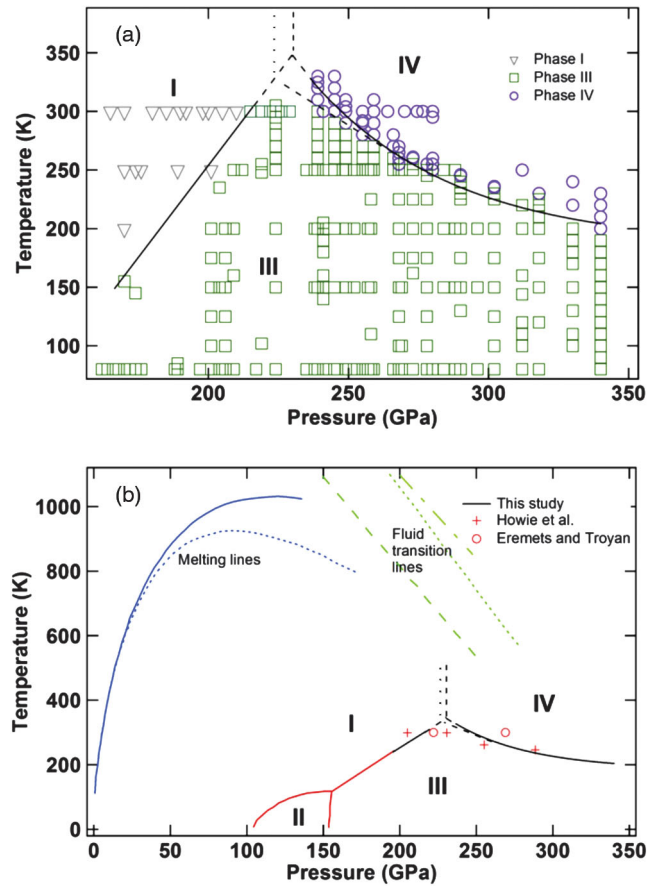 (a)
I
IV
III
Phase I
Phase III
Phase IV
350
300
250
200
150
100
Temperature (K)
200
250
300
350
Pressure (GPa)
(b)
This study
Howie et al.
Eremets and Troyan
Melting lines
Fluid
transition
lines
I
IV
III
II
1000
800
600
400
200
0
Temperature (K)
0
50
100
150
200
250
300
350
Pressure (GPa)